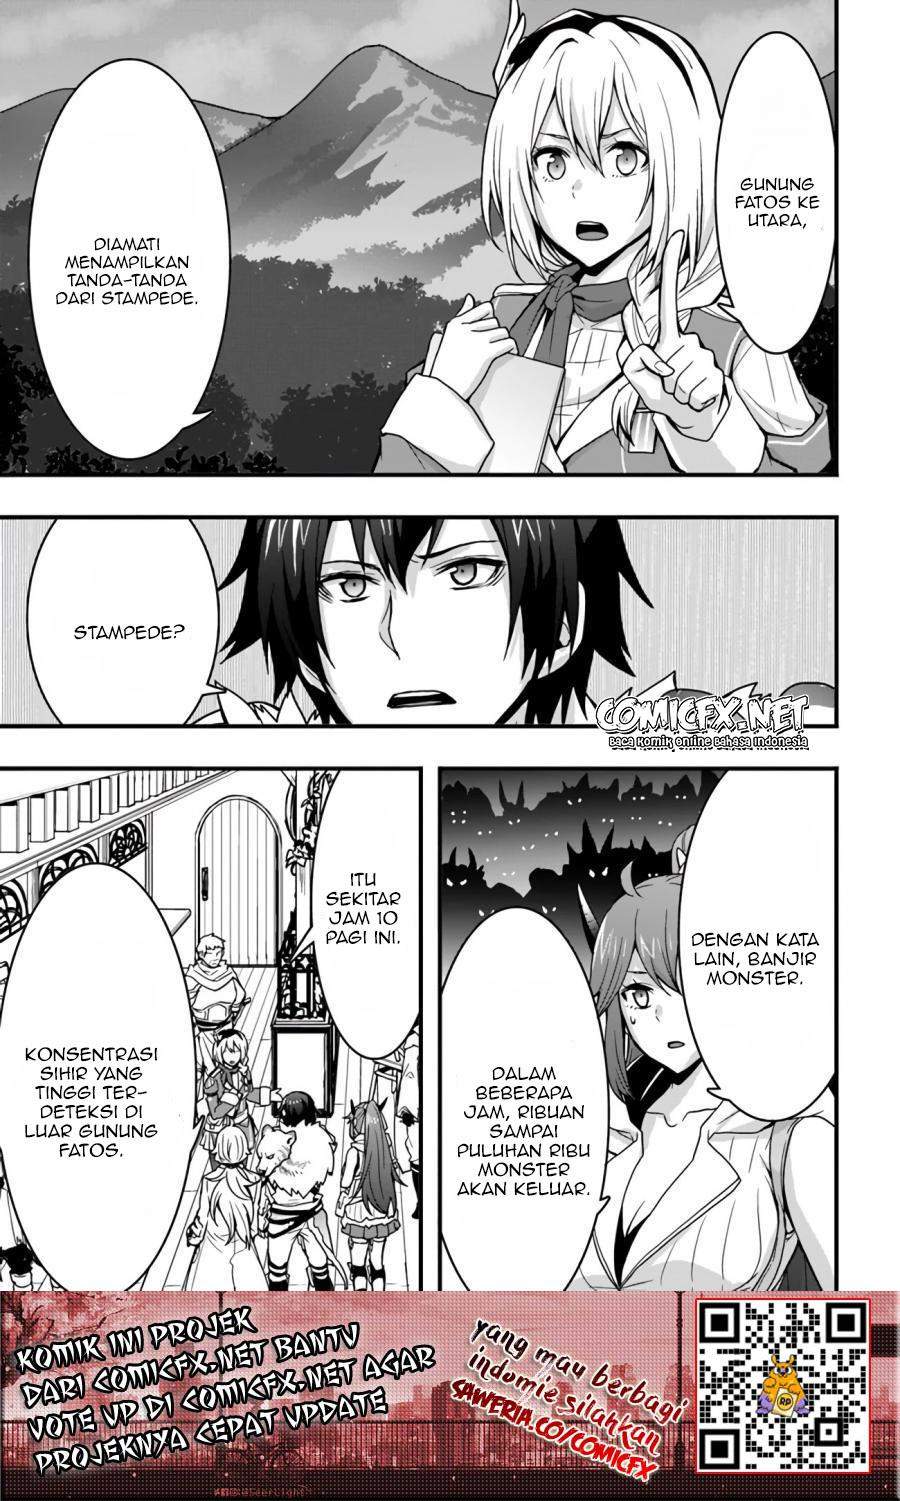 GUNUNG
FATOS KE
UTARA,
DIAMATI
MENAMPILKAN
TANDA-TANDA
DARI STAMPEDE.
STAMPEDE?
COMICFX.NET
Baca Komik Online Bahasa Indonesia
DENGAN KATA
LAIN, BANJIR
MONSTER.
DALAM
BEBERAPA
JAM, RIBUAN
SAMPAI
PULUHAN RIBU
MONSTER
AKAN KELUAR.
ITU
SEKITAR
JAM 10
PAGI INI.
KONSENTRASI
SIHIR YANG
TINGGI TER-
DETEKSI DI
LUAR GUNUNG
FATOS.
KOMIK INI PROJEK
DARI COMICFX.NET BANTU
VOTE UP DI COMICFX.NET AGAR
PROJEKNYA CEPAT UPDATE
yang mau berbagi
indomie silahkan
SAWERIA.CO/COMICFX
RP